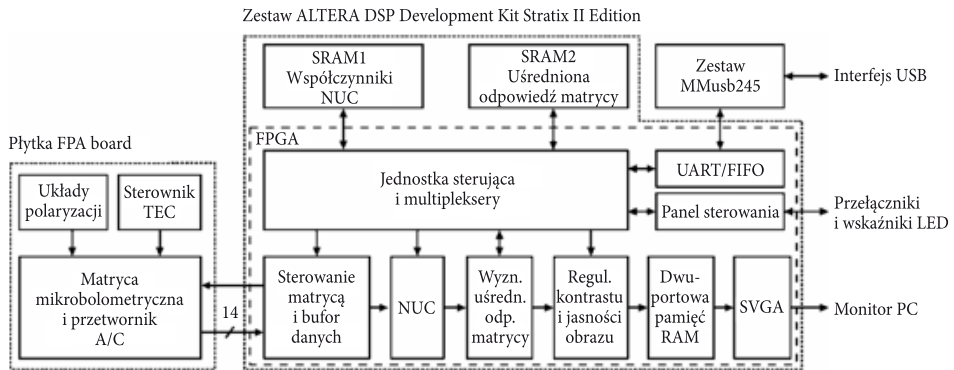 Zestaw ALTERA DSP Development Kit Stratix II Edition
SRAM1
Współczynniki
NUC
SRAM2
Uśredniona
odpowiedź matrycy
Zestaw
MMusb245
Interfejs USB
Płytka FPA board
FPGA
Układy
polaryzacji
Sterownik
TEC
Jednostka sterująca
i multipleksery
UART/FIFO
Panel sterowania
Przełączniki
i wskaźniki LED
Matryca
mikrobolometryczna
i przetwornik
A/C
14
Sterowanie
matrycą
i bufor
danych
NUC
Wyzn.
uśredn.
odp.
matrycy
Regul.
kontrastu
i jasności
obrazu
Dwu-
portowa
pamięć
RAM
SVGA
Monitor PC